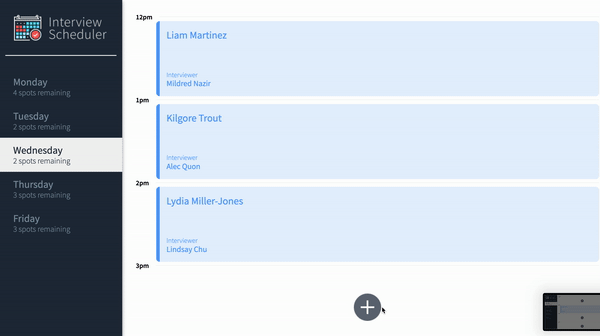 Interview
Scheduler
Monday
4 spots remaining
Tuesday
2 spots remaining
Wednesday
2 spots remaining
Thursday
3 spots remaining
Friday
3 spots remaining
12pm
Liam Martinez
Interviewer
Mildred Nazir
1pm
Kilgore Trout
Interviewer
Alec Quon
2pm
Lydia Miller-Jones
Interviewer
Lindsay Chu
3pm